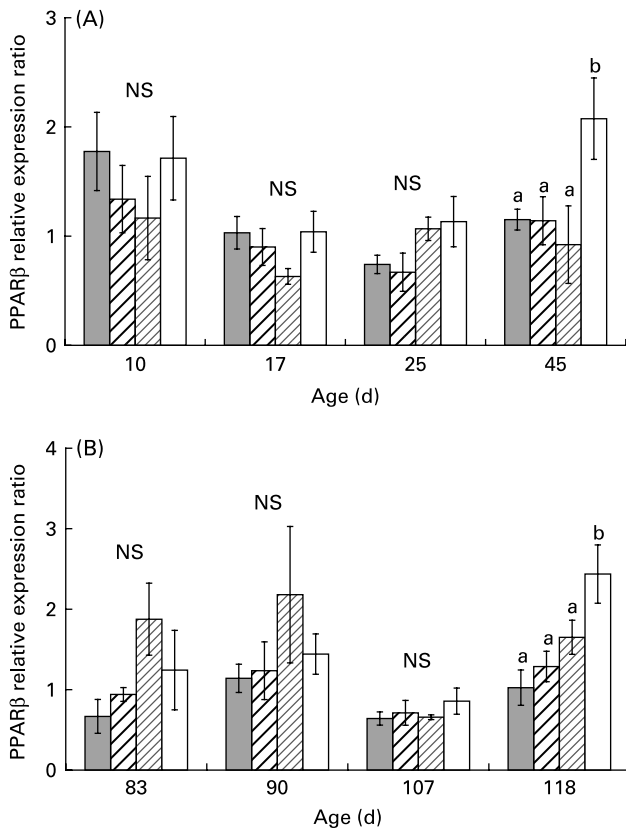 (A)
3
2
1
0
PPARβ relative expression ratio
NS
NS
NS
a
a
a
b
10
17
25
45
Age (d)
(B)
4
3
2
1
0
PPARβ relative expression ratio
NS
NS
NS
a
a
a
b
83
90
107
118
Age (d)